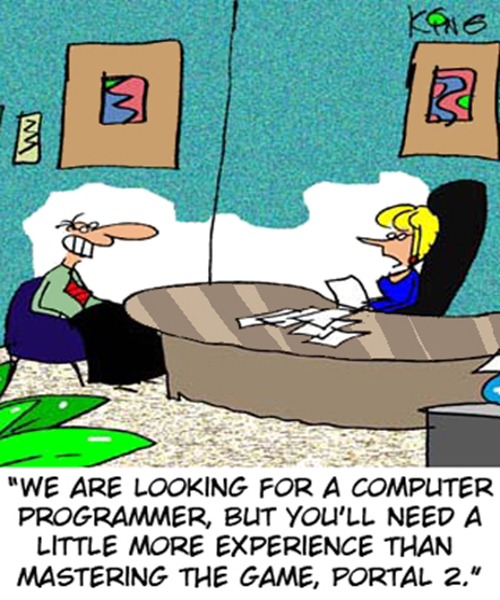 KING
"WE ARE LOOKING FOR A COMPUTER
PROGRAMMER, BUT YOU'LL NEED A
LITTLE MORE EXPERIENCE THAN
MASTERING THE GAME, PORTAL 2."